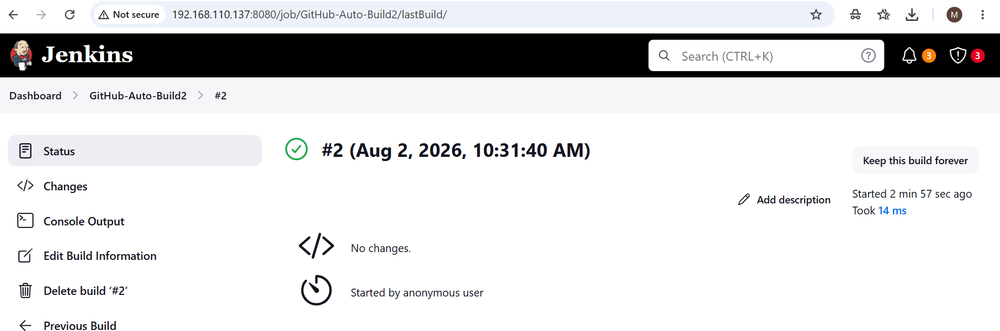 Not secure 192.168.110.137:8080/job/GitHub-Auto-Build2/lastBuild/ M
Jenkins Search (CTRL+K) ? 3 3
Dashboard GitHub-Auto-Build2 #2
Status
Changes
Console Output
Edit Build Information
Delete build ‘#2’
Previous Build
#2 (Aug 2, 2026, 10:31:40 AM)
Keep this build forever
Add description
Started 2 min 57 sec ago
Took 14 ms
No changes.
Started by anonymous user